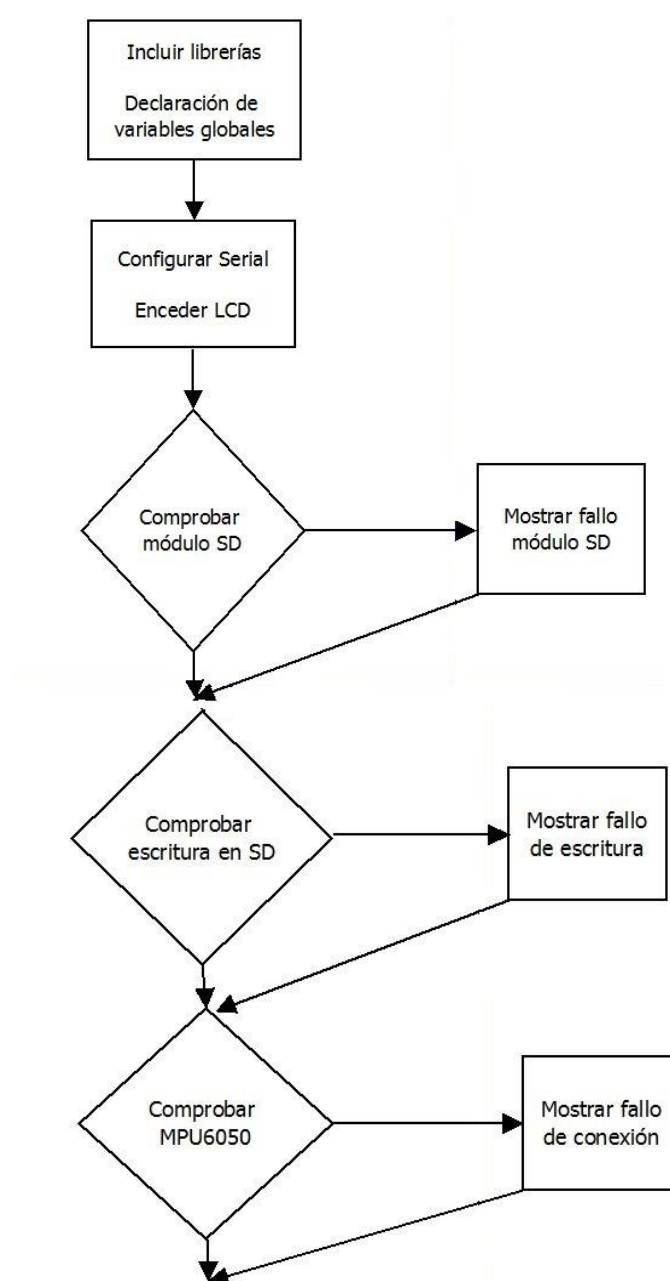 Incluir librerías
Declaración de
variables globales
Configurar Serial
Enceder LCD
Comprobar
módulo SD
Mostrar fallo
módulo SD
Comprobar
escritura en SD
Mostrar fallo
de escritura
Comprobar
MPU6050
Mostrar fallo
de conexión